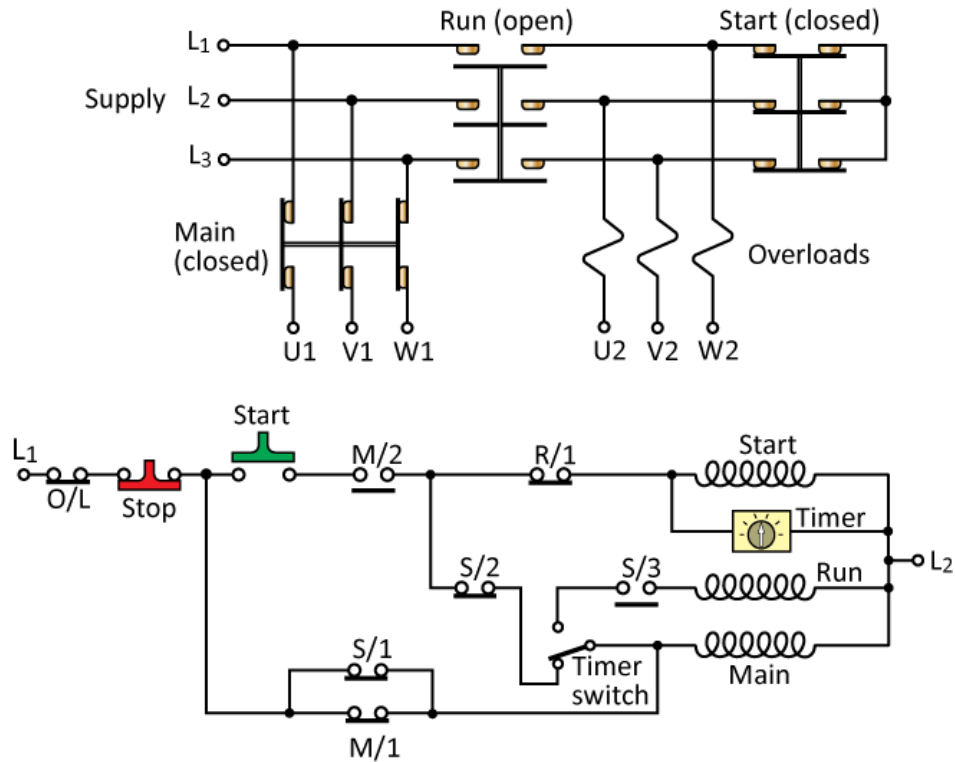 Run (open)
Start (closed)
L1
Supply
L2
L3
Main
(closed)
Overloads
U1
V1
W1
U2
V2
W2
Start
L1
M/2
R/1
Start
O/L
Stop
Timer
S/2
S/3
Run
L2
S/1
Timer
switch
Main
M/1